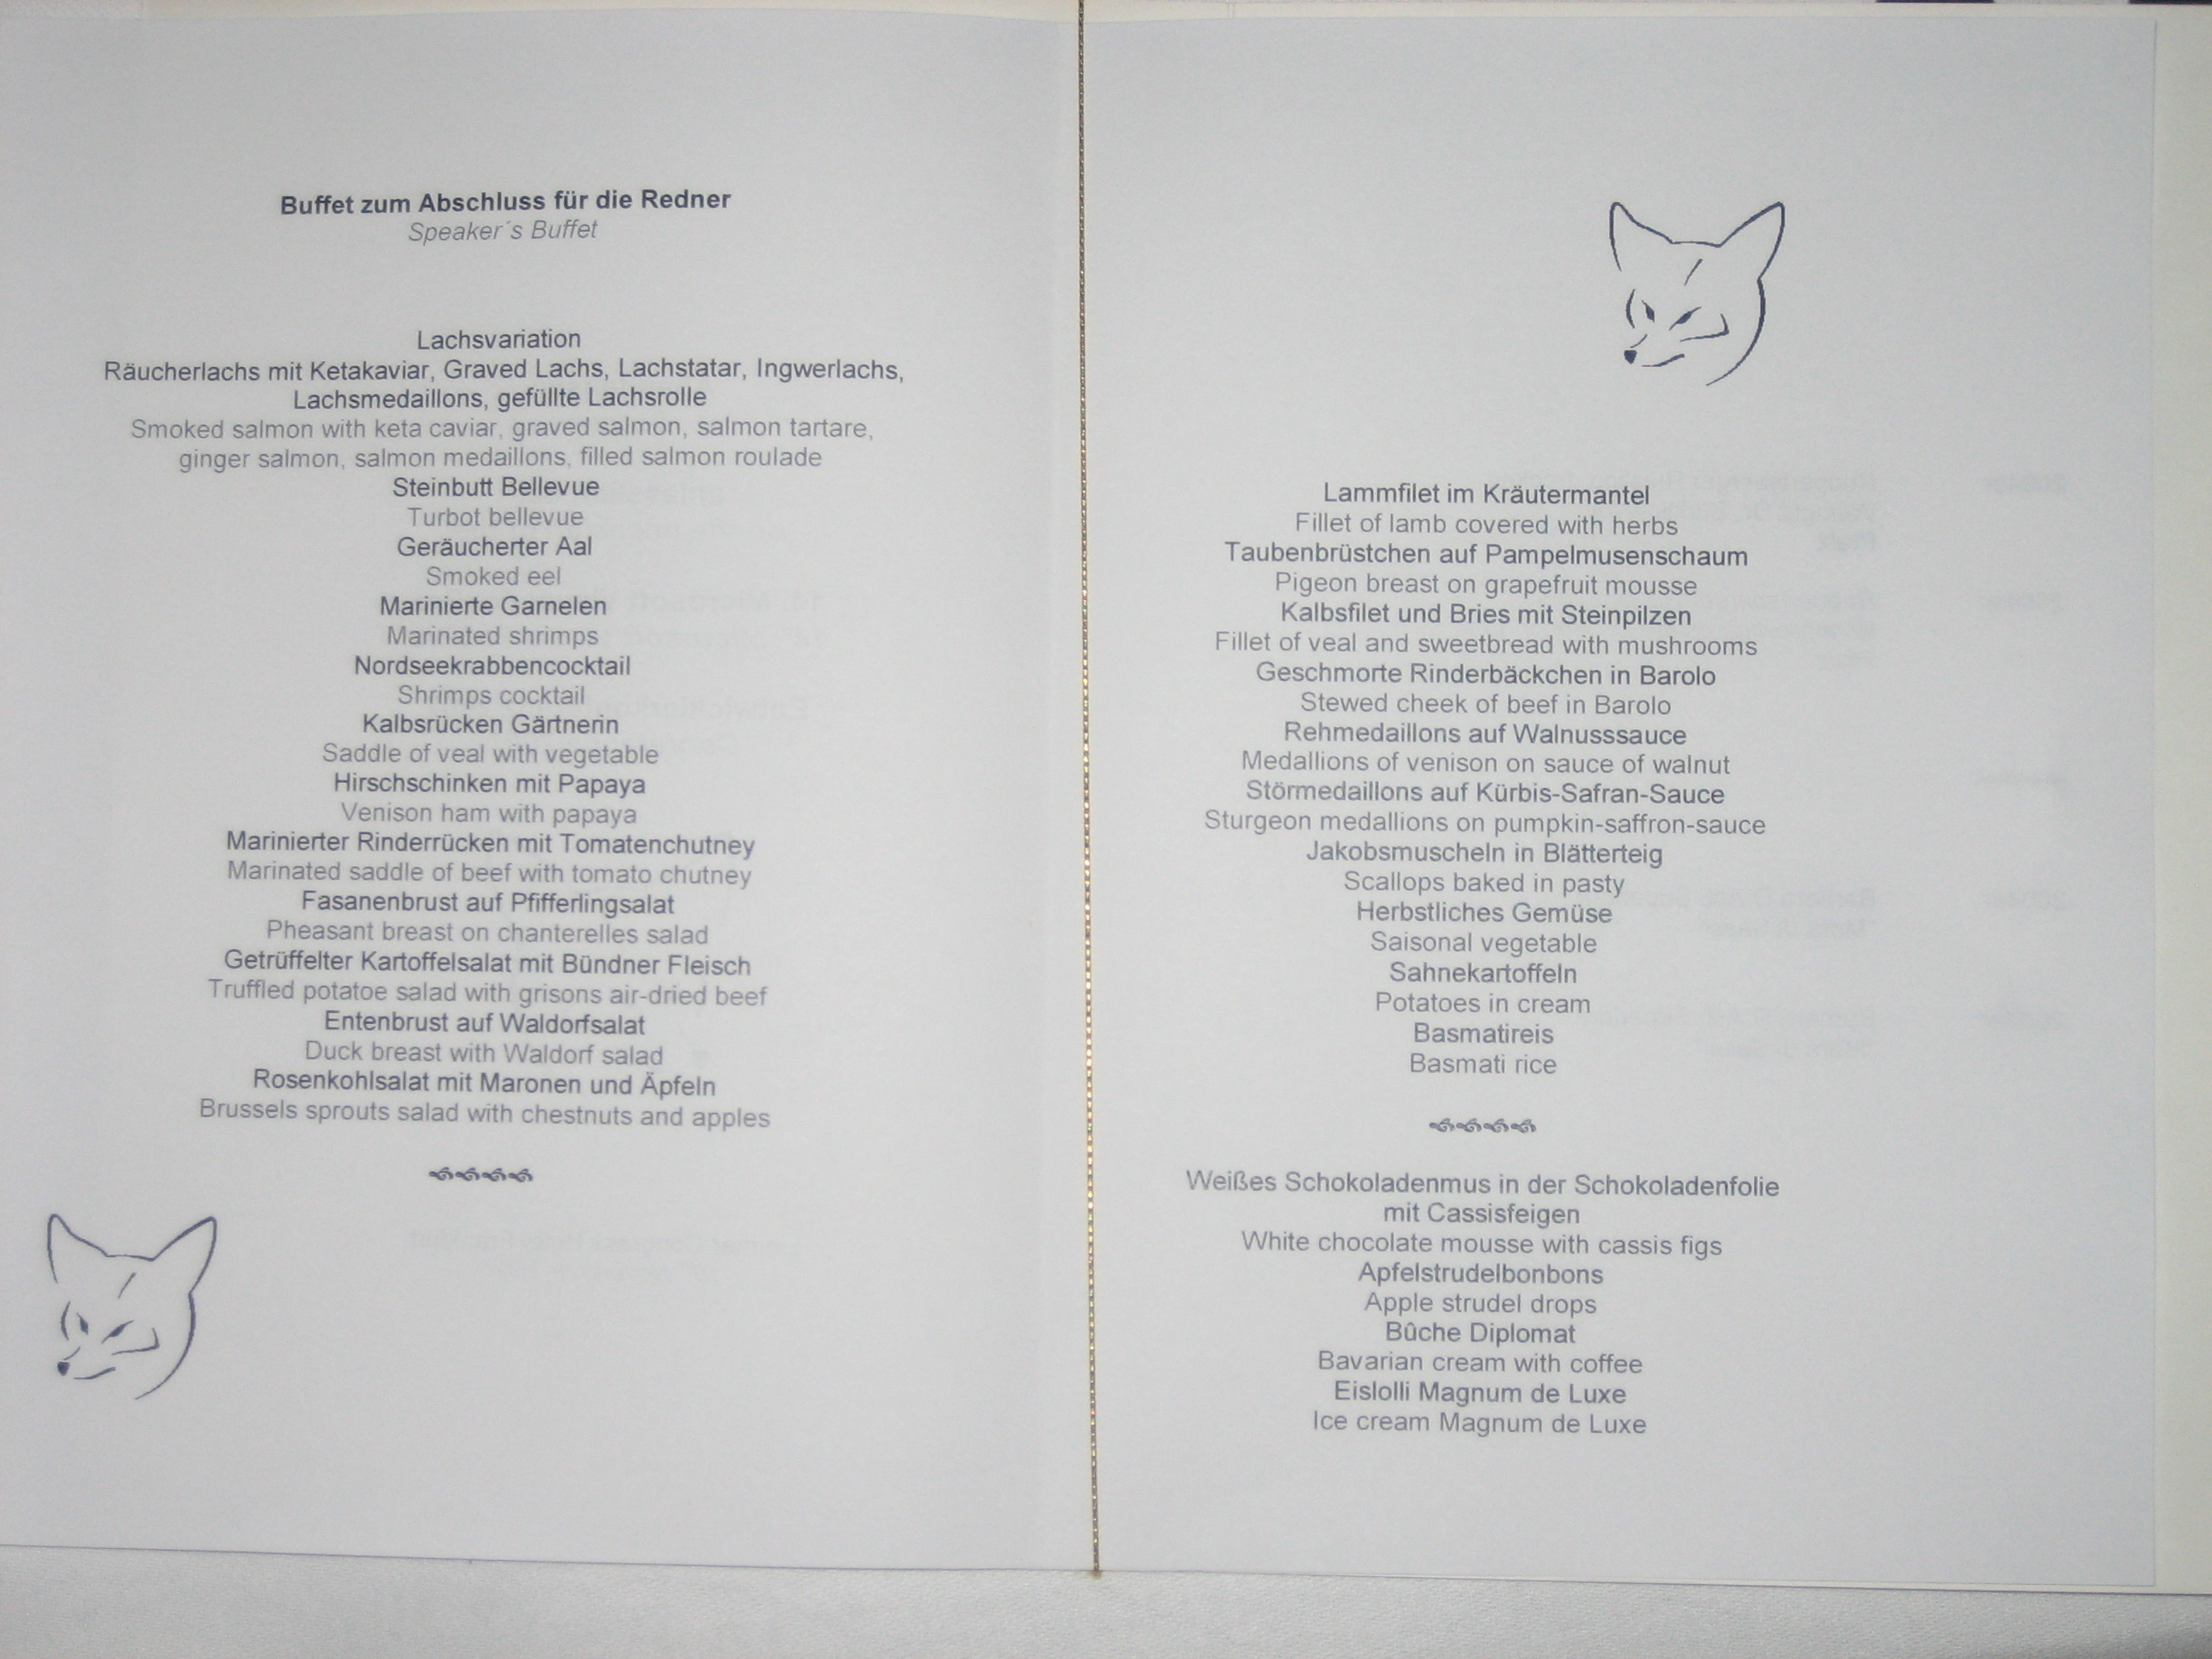 Buffet zum Abschluss für die Redner
Speaker´s Buffet
Lachsvariation
Räucherlachs mit Ketakaviar, Graved Lachs, Lachstatar, Ingwerlachs,
Lachsmedaillons, gefüllte Lachsrolle
Smoked salmon with keta caviar, graved salmon, salmon tartare,
ginger salmon, salmon medaillons, filled salmon roulade
Steinbutt Bellevue
Turbot bellevue
Geräucherter Aal
Smoked eel
Marinierte Garnelen
Marinated shrimps
Nordseekrabbencocktail
Shrimps cocktail
Kalbsrücken Gärtnerin
Saddle of veal with vegetable
Hirschschinken mit Papaya
Venison ham with papaya
Marinierter Rinderrücken mit Tomatenchutney
Marinated saddle of beef with tomato chutney
Fasanenbrust auf Pfifferlingsalat
Pheasant breast on chanterelles salad
Getrüffelter Kartoffelsalat mit Bündner Fleisch
Truffled potatoe salad with grisons air-dried beef
Entenbrust auf Waldorfsalat
Duck breast with Waldorf salad
Rosenkohlsalat mit Maronen und Äpfeln
Brussels sprouts salad with chestnuts and apples
Lammfilet im Kräutermantel
Fillet of lamb covered with herbs
Taubenbrüstchen auf Pampelmusenschaum
Pigeon breast on grapefruit mousse
Kalbsfilet und Bries mit Steinpilzen
Fillet of veal and sweetbread with mushrooms
Geschmorte Rinderbäckchen in Barolo
Stewed cheek of beef in Barolo
Rehmedaillons auf Walnusssauce
Medallions of venison on sauce of walnut
Störmedaillons auf Kürbis-Safran-Sauce
Sturgeon medallions on pumpkin-saffron-sauce
Jakobsmuscheln in Blätterteig
Scallops baked in pasty
Herbstliches Gemüse
Saisonal vegetable
Sahnekartoffeln
Potatoes in cream
Basmatireis
Basmati rice
Weißes Schokoladenmus in der Schokoladenfolie
mit Cassisfeigen
White chocolate mousse with cassis figs
Apfelstrudelbonbons
Apple strudel drops
Bûche Diplomat
Bavarian cream with coffee
Eislolli Magnum de Luxe
Ice cream Magnum de Luxe